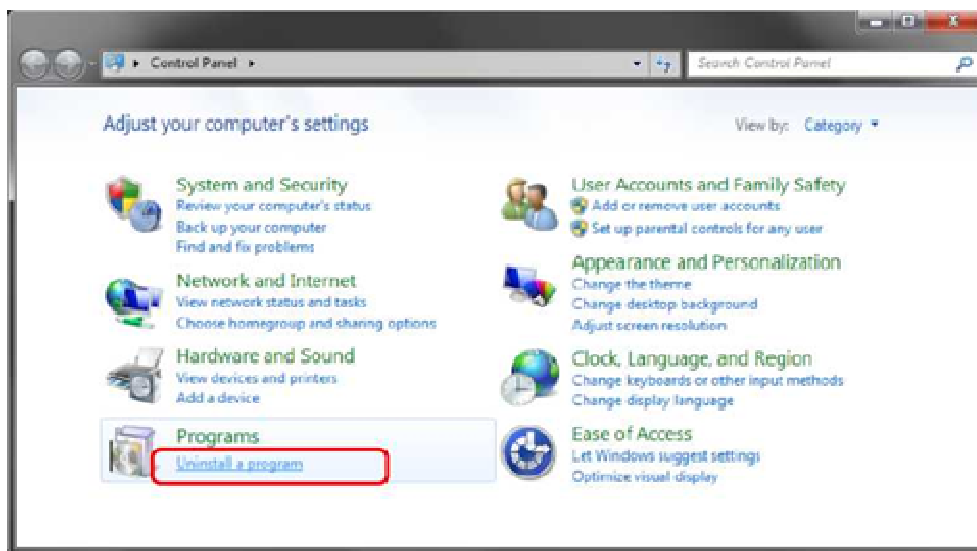 Control Panel
Search Control Panel
Adjust your computer's settings
View by: Category
System and Security
Review your computer's status
Back up your computer
Find and fix problems
Network and Internet
View network status and tasks
Choose homegroup and sharing options
Hardware and Sound
View devices and printers
Add a device
Programs
Uninstall a program
User Accounts and Family Safety
Add or remove user accounts
Set up parental controls for any user
Appearance and Personalization
Change the theme
Change desktop background
Adjust screen resolution
Clock, Language, and Region
Change keyboards or other input methods
Change display language
Ease of Access
Let Windows suggest settings
Optimize visual display